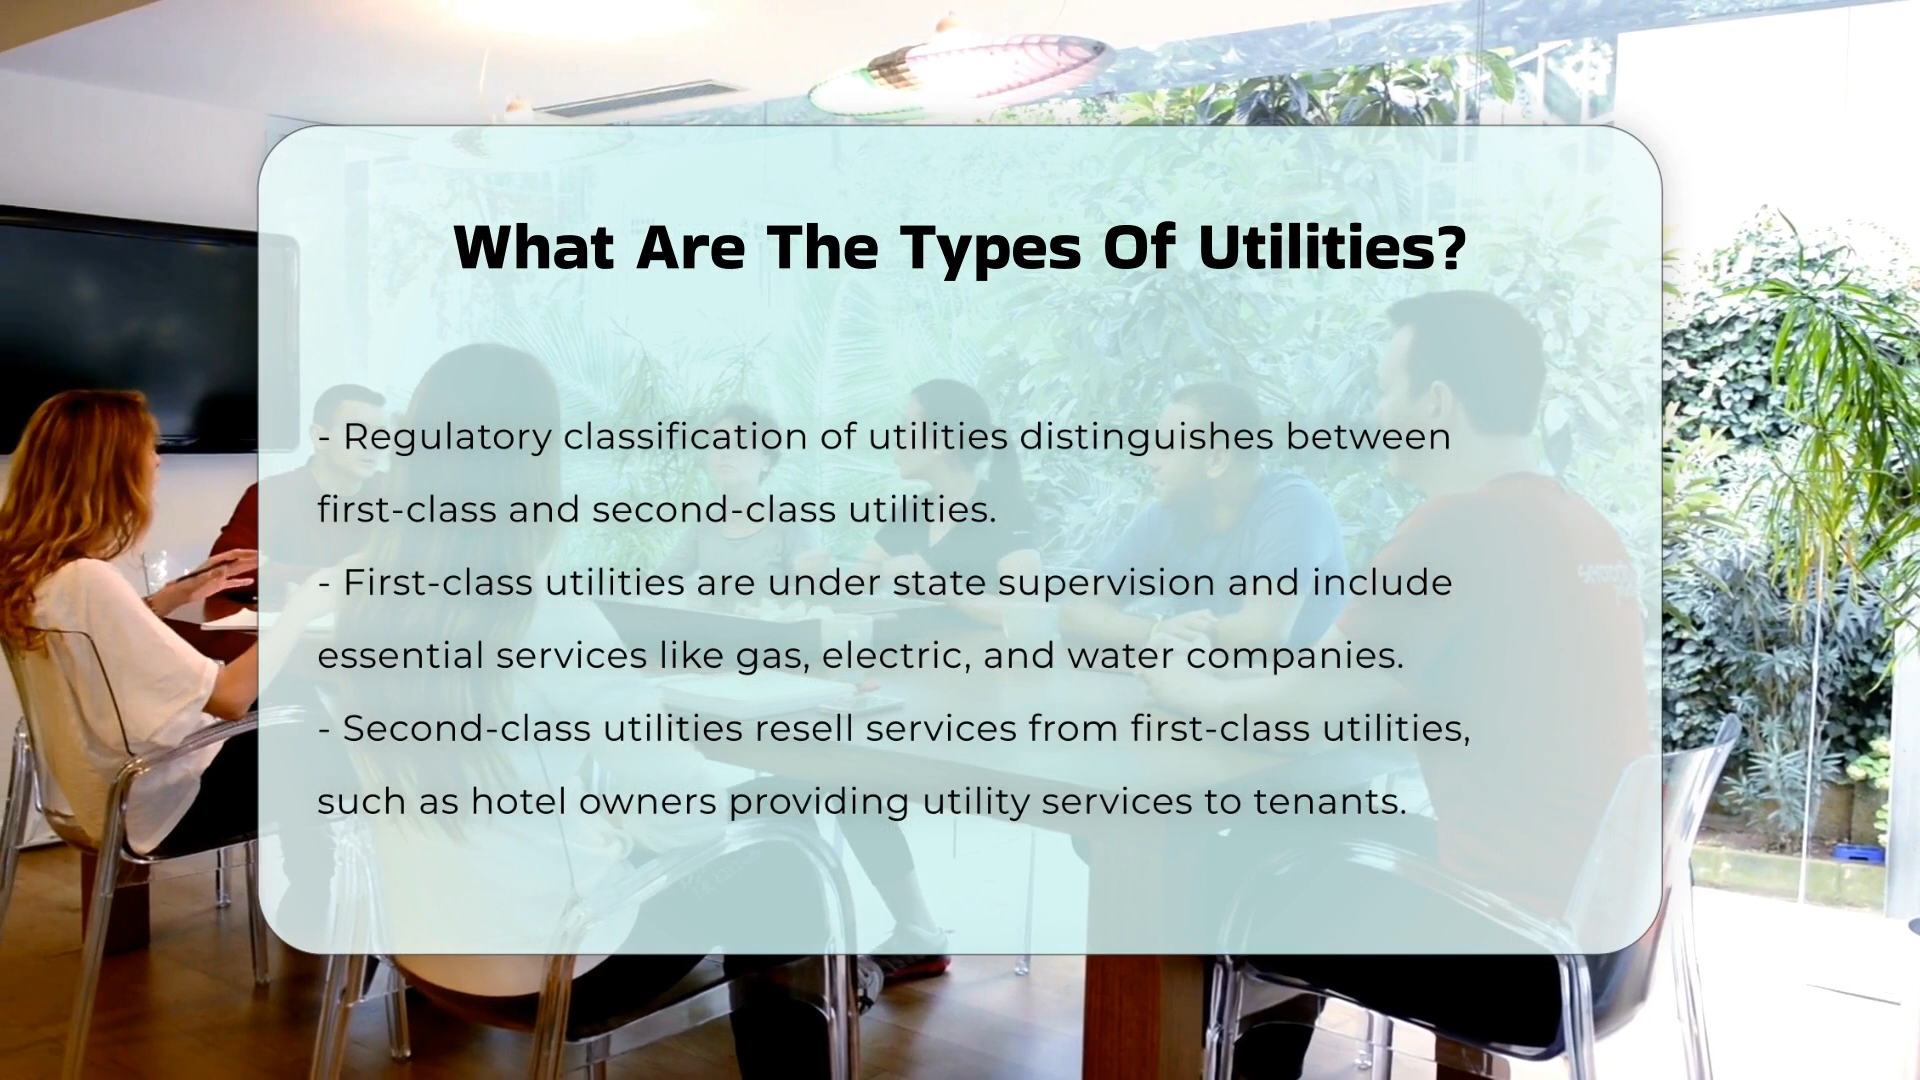 What Are The Types Of Utilities?
- Regulatory classification of utilities distinguishes between
first-class and second-class utilities.
- First-class utilities are under state supervision and include
essential services like gas, electric, and water companies.
- Second-class utilities resell services from first-class utilities,
such as hotel owners providing utility services to tenants.